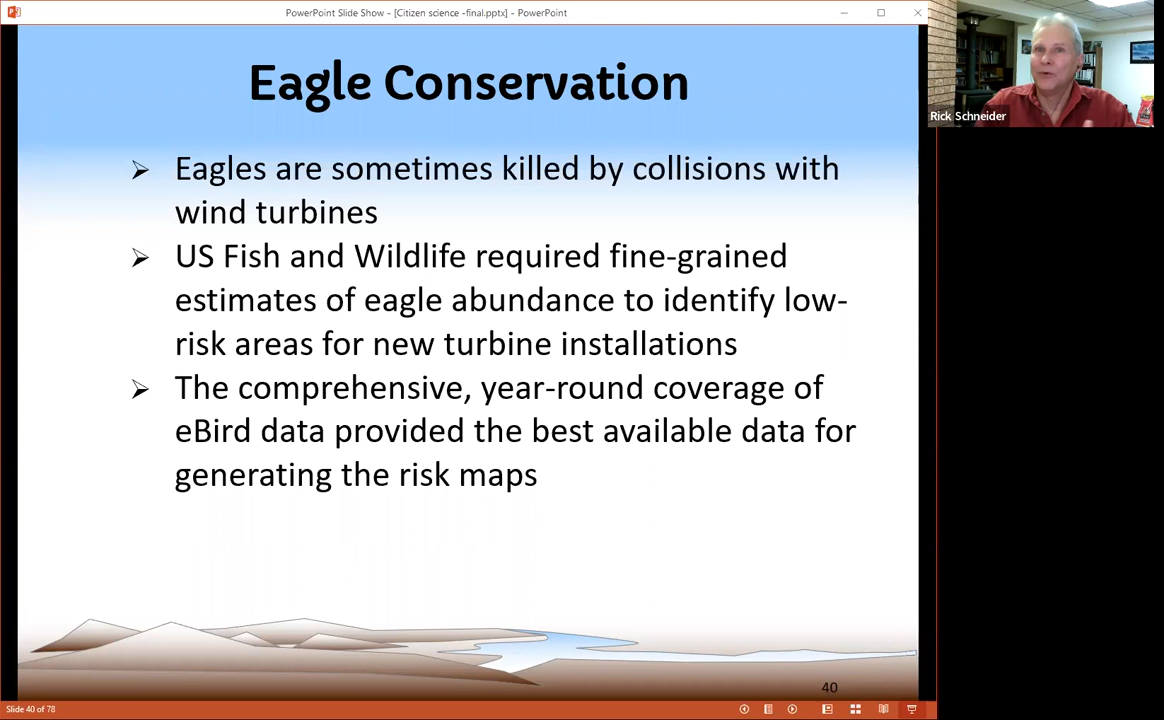 PowerPoint Slide Show - [Citizen science -final.pptx] - PowerPoint
Eagle Conservation
Rick Schneider
Eagles are sometimes killed by collisions with
wind turbines
US Fish and Wildlife required fine-grained
estimates of eagle abundance to identify low-
risk areas for new turbine installations
The comprehensive, year-round coverage of
eBird data provided the best available data for
generating the risk maps
40
Slide 40 of 78